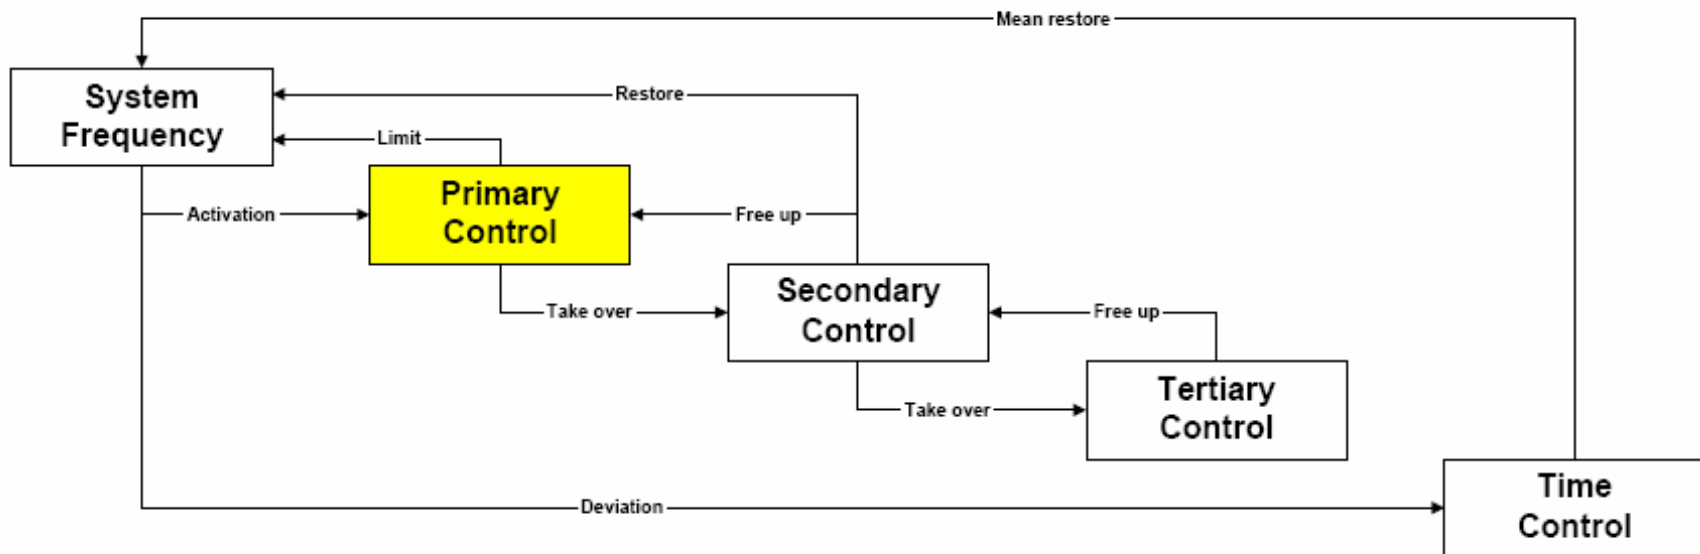 Mean restore
System
Frequency
Restore
Limit
Primary
Control
Activation
Free up
Secondary
Control
Take over
Free up
Tertiary
Control
Take over
Time
Control
Deviation